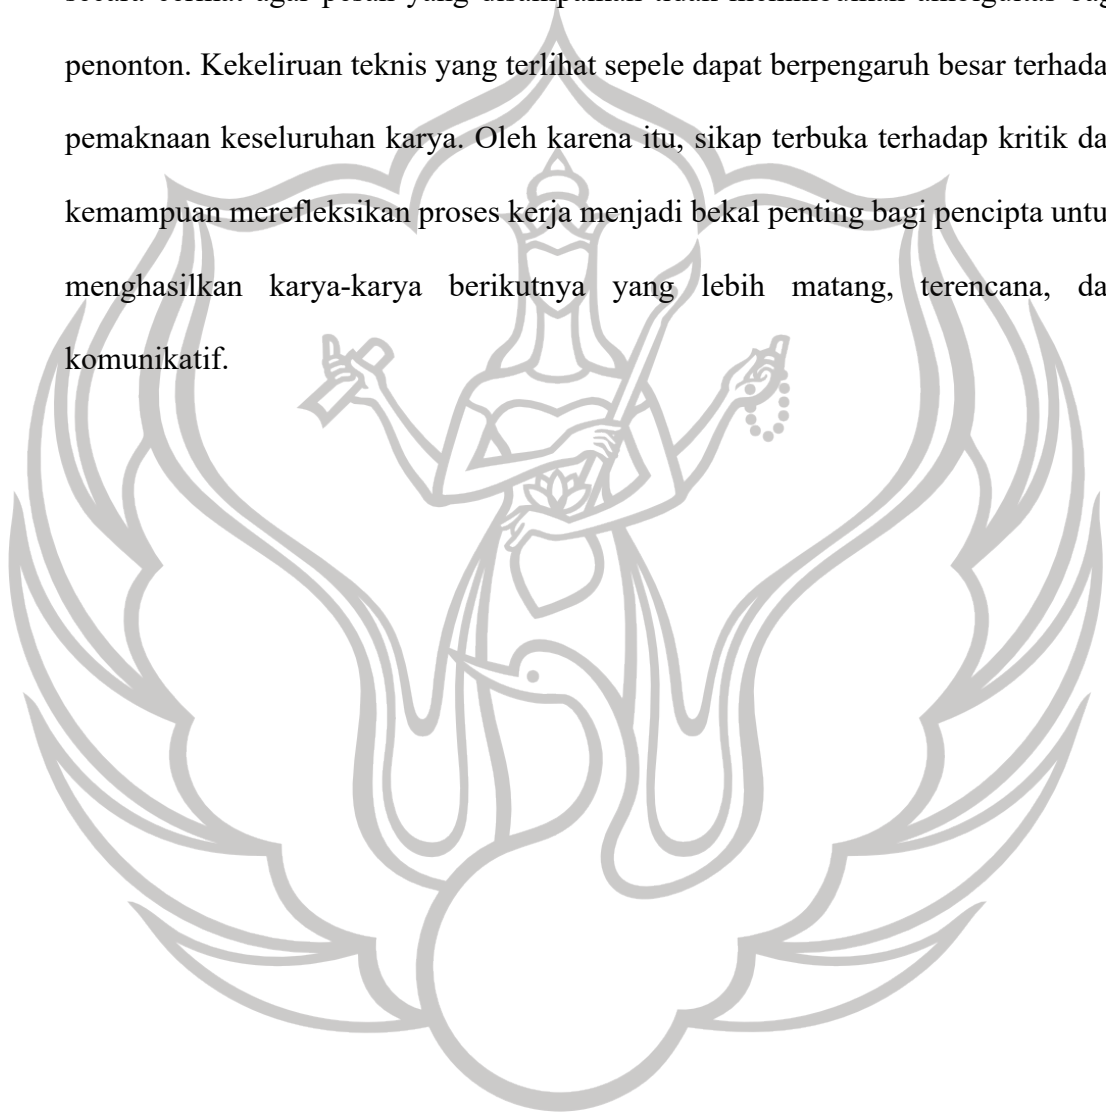 penonton. Kekeliruan teknis yang terlihat sepele dapat berpengaruh besar terhada
pemaknaan keseluruhan karya. Oleh karena itu, sikap terbuka terhadap kritik da
kemampuan merefleksikan proses kerja menjadi bekal penting bagi pencipta untu
menghasilkan karya-karya berikutnya yang lebih matang, terencana, da
komunikatif.